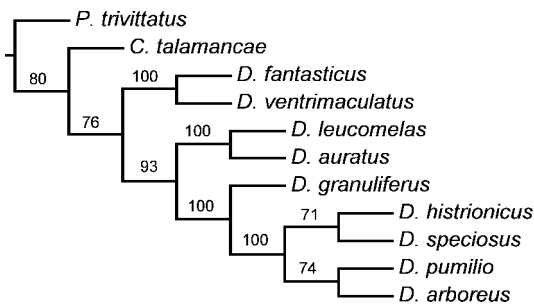 P. trivittatus
80
C. talamancae
100
D. fantasticus
76
D. ventrimaculatus
100
D. leucomelas
93
D. auratus
100
D. granuliferus
71
D. histrionicus
100
D. speciosus
74
D. pumilio
D. arboreus